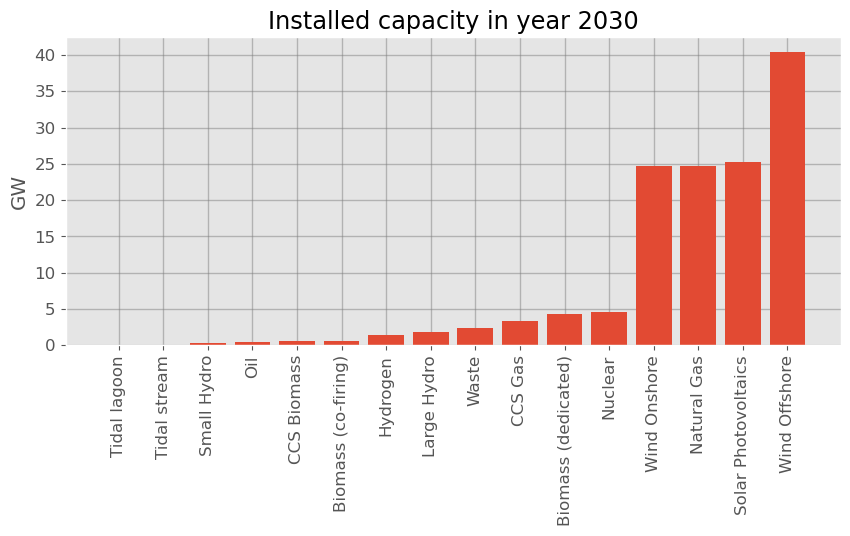 Installed capacity in year 2030
GW
40
35
30
25
20
15
10
5
0
Tidal lagoon
Tidal stream
Small Hydro
Oil
CCS Biomass
Biomass (co-firing)
Hydrogen
Large Hydro
Waste
CCS Gas
Biomass (dedicated)
Nuclear
Wind Onshore
Natural Gas
Solar Photovoltaics
Wind Offshore